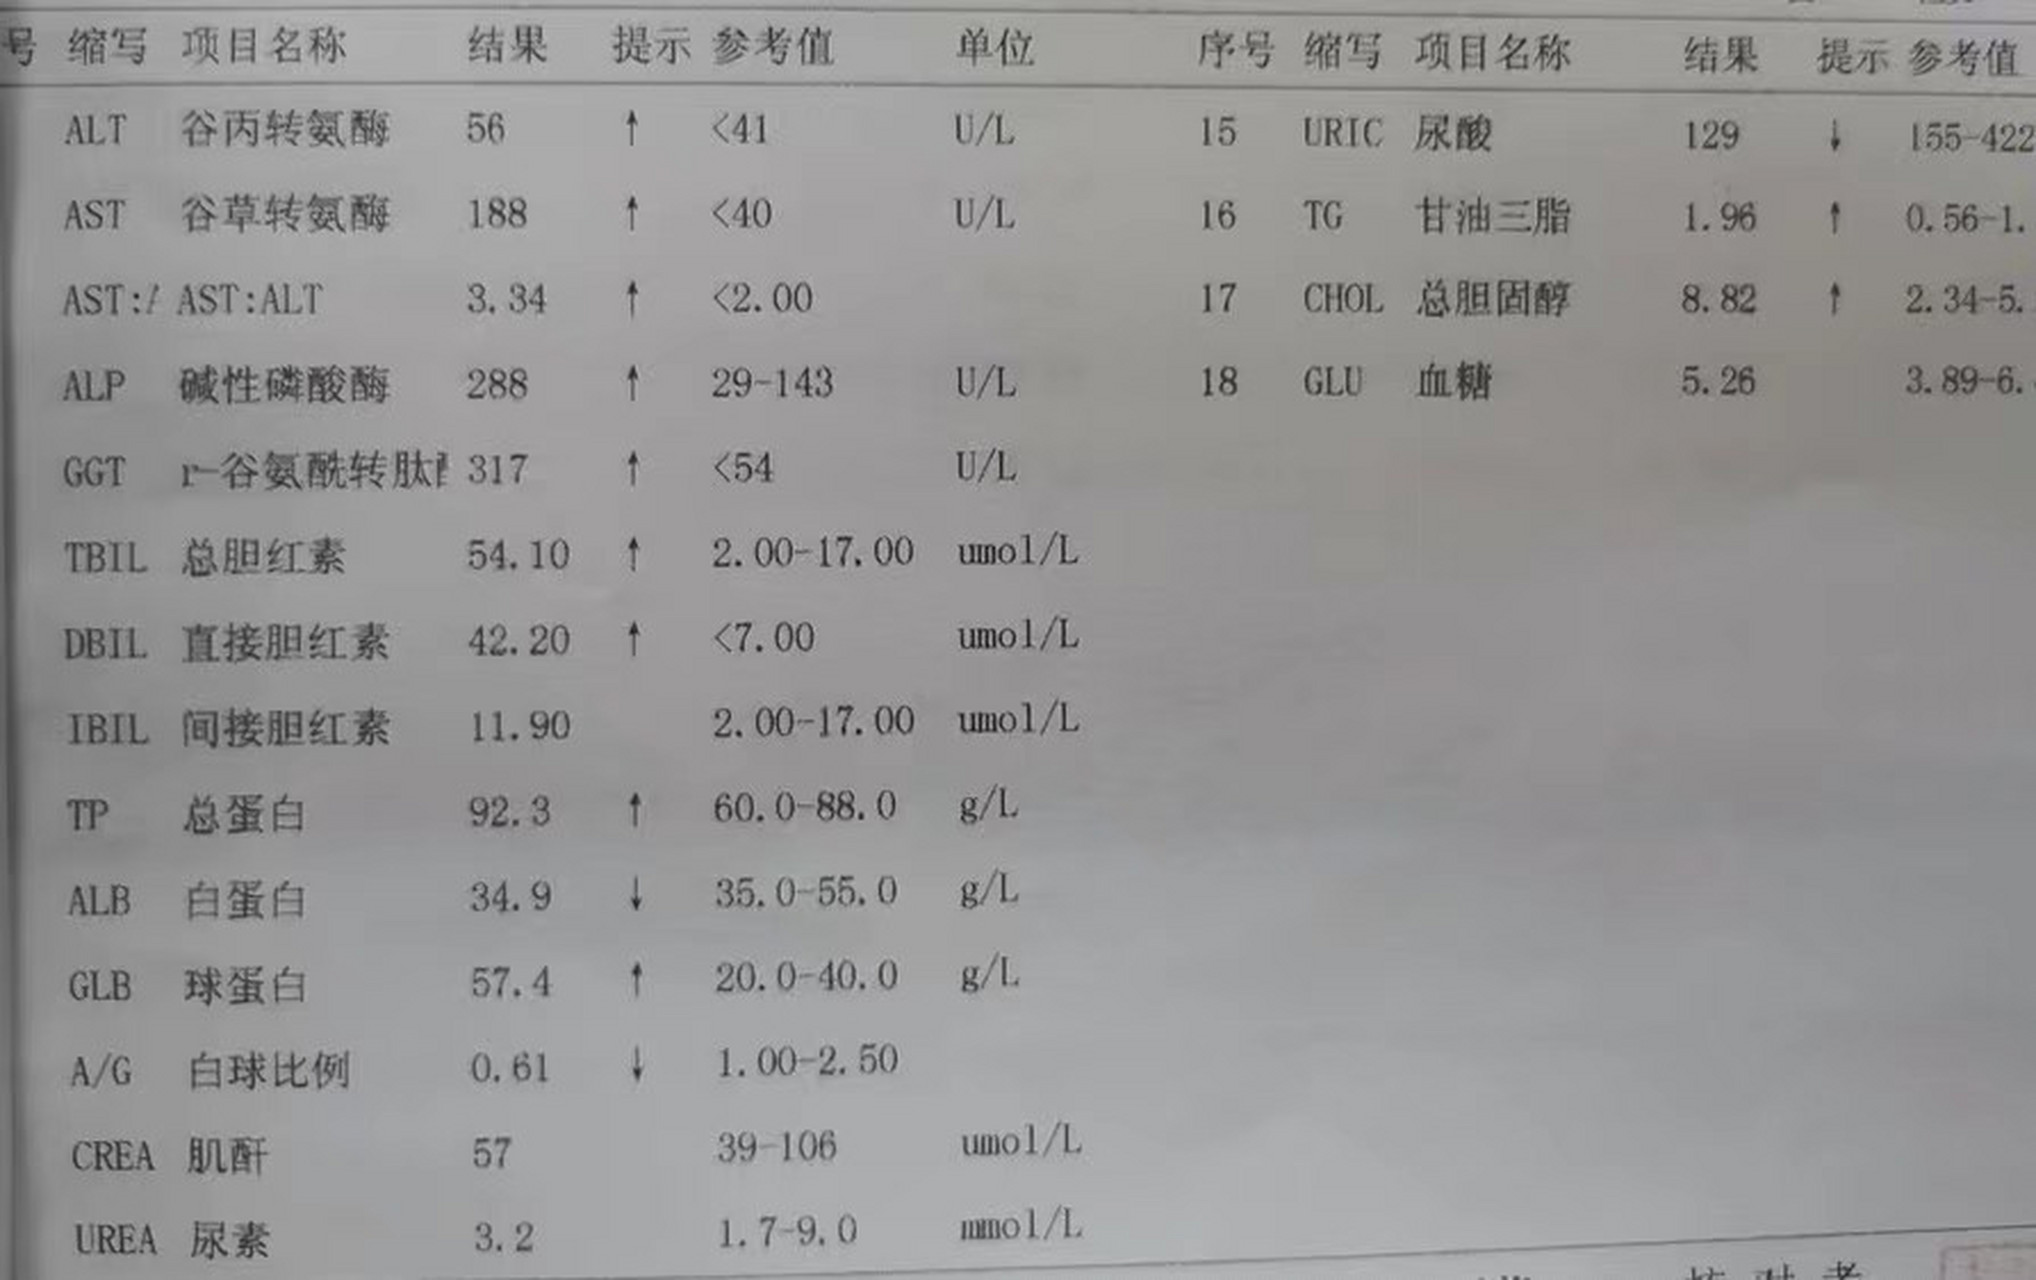 号 缩写 项目名称 结果 提示 参考值 单位 序号 缩写 项目名称 结果 提示 参考值
ALT 谷丙转氨酶 56 ↑ <41 U/L 15 URIC 尿酸 129 ↓ 155-422
AST 谷草转氨酶 188 ↑ <40 U/L 16 TG 甘油三脂 1.96 ↑ 0.56-1.
AST:/ AST:ALT 3.34 ↑ <2.00 17 CHOL 总胆固醇 8.82 ↑ 2.34-5.
ALP 碱性磷酸酶 288 ↑ 29-143 U/L 18 GLU 血糖 5.26 3.89-6.
GGT r-谷氨酰转肽 317 ↑ <54 U/L
TBIL 总胆红素 54.10 ↑ 2.00-17.00 umol/L
DBIL 直接胆红素 42.20 ↑ <7.00 umol/L
IBIL 间接胆红素 11.90 2.00-17.00 umol/L
TP 总蛋白 92.3 ↑ 60.0-88.0 g/L
ALB 白蛋白 34.9 ↓ 35.0-55.0 g/L
GLB 球蛋白 57.4 ↑ 20.0-40.0 g/L
A/G 白球比例 0.61 ↓ 1.00-2.50
CREA 肌酐 57 39-106 umol/L
UREA 尿素 3.2 1.7-9.0 mmol/L